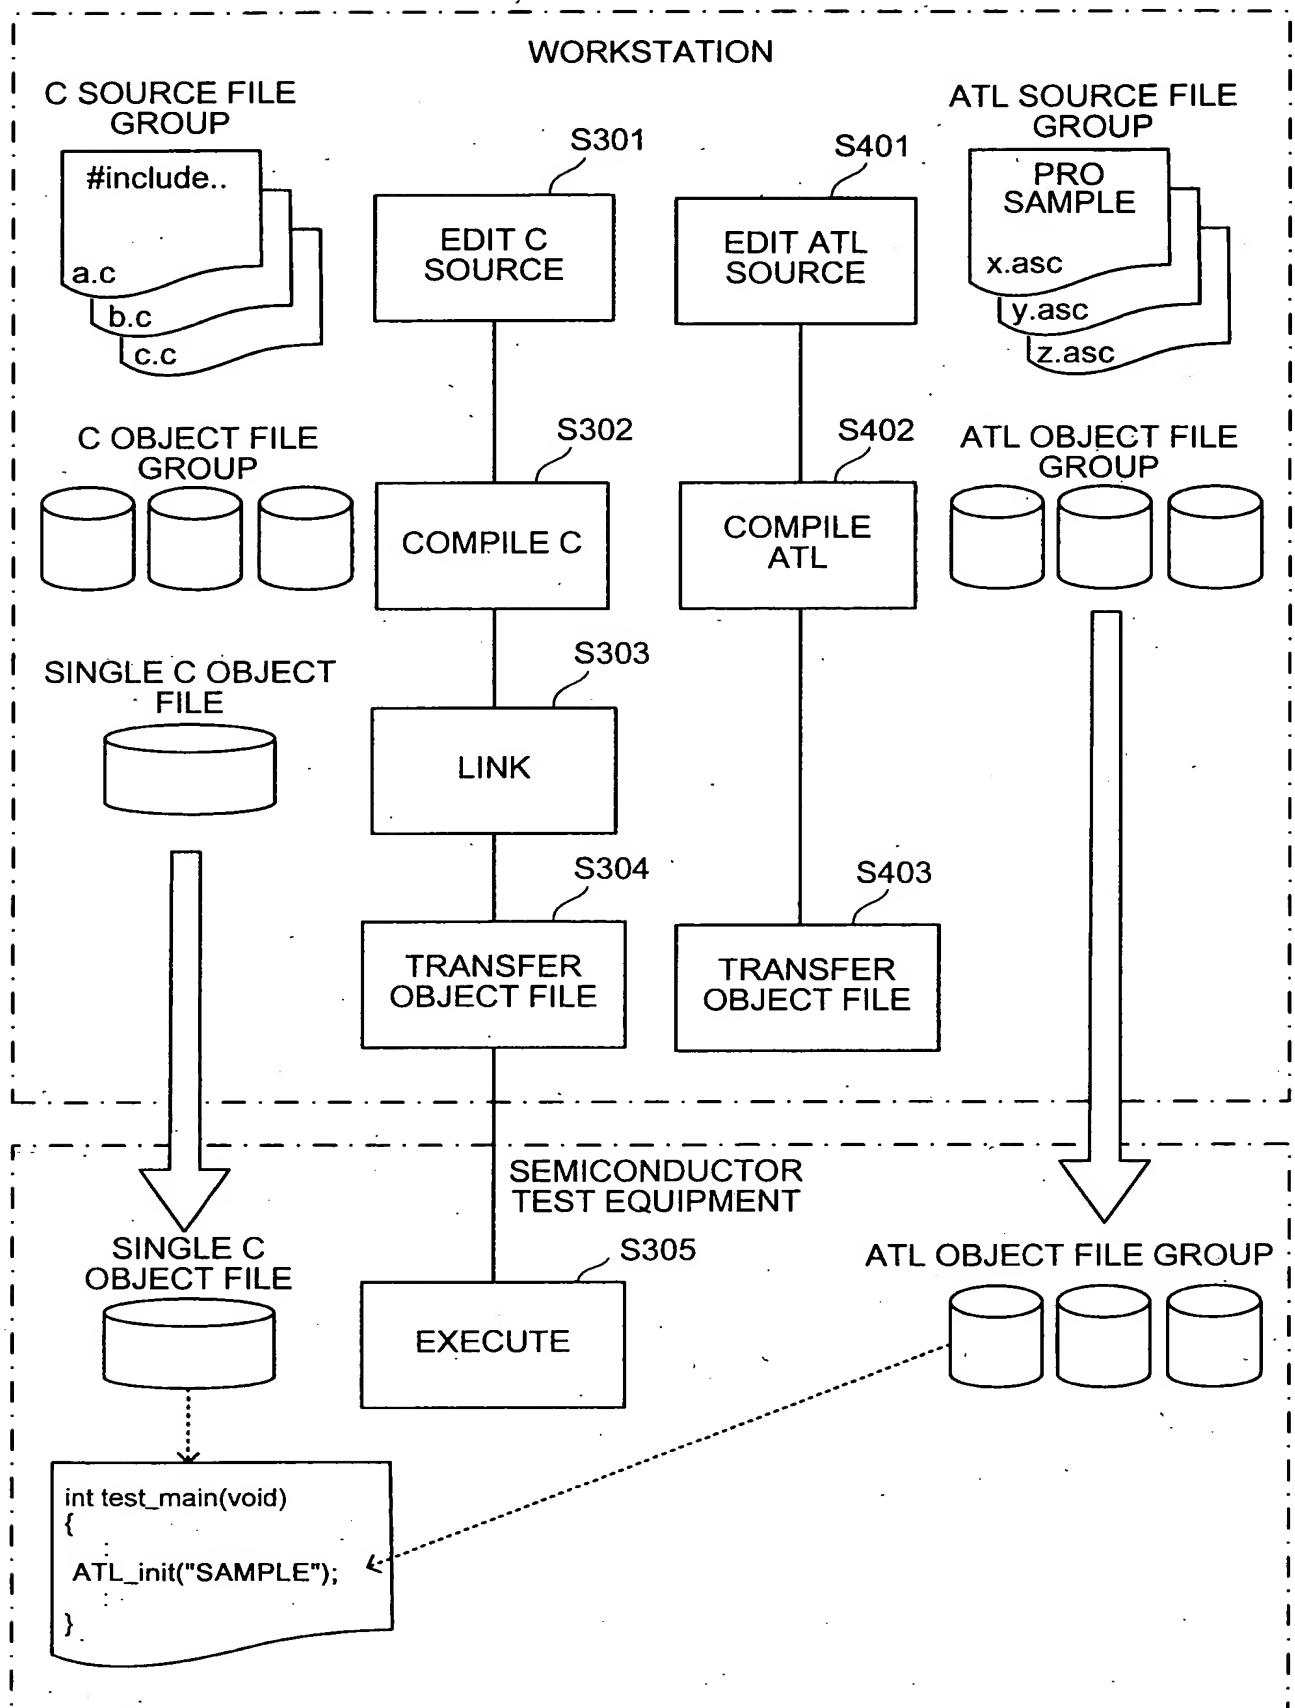 WORKSTATION
C SOURCE FILE
GROUP
#include..
a.c
b.c
c.c
S301
EDIT C
SOURCE
S401
EDIT ATL
SOURCE
ATL SOURCE FILE
GROUP
PRO
SAMPLE
x.asc
y.asc
z.asc
C OBJECT FILE
GROUP
S302
COMPILE C
S402
COMPILE
ATL
ATL OBJECT FILE
GROUP
SINGLE C OBJECT
FILE
S303
LINK
S304
TRANSFER
OBJECT FILE
S403
TRANSFER
OBJECT FILE
SEMICONDUCTOR
TEST EQUIPMENT
SINGLE C
OBJECT FILE
S305
EXECUTE
ATL OBJECT FILE GROUP
int test_main(void)
{
:
ATL_init("SAMPLE");
:
}